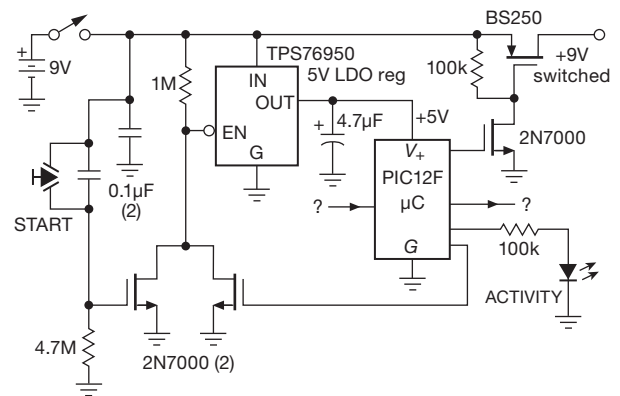 BS250
+
9V
TPS76950
5V LDO reg
1M
IN
OUT
EN
G
100k
+9V
switched
+
4.7µF
+5V
2N7000
V+
PIC12F
µC
G
?
?
0.1µF
(2)
START
100k
ACTIVITY
4.7M
2N7000 (2)